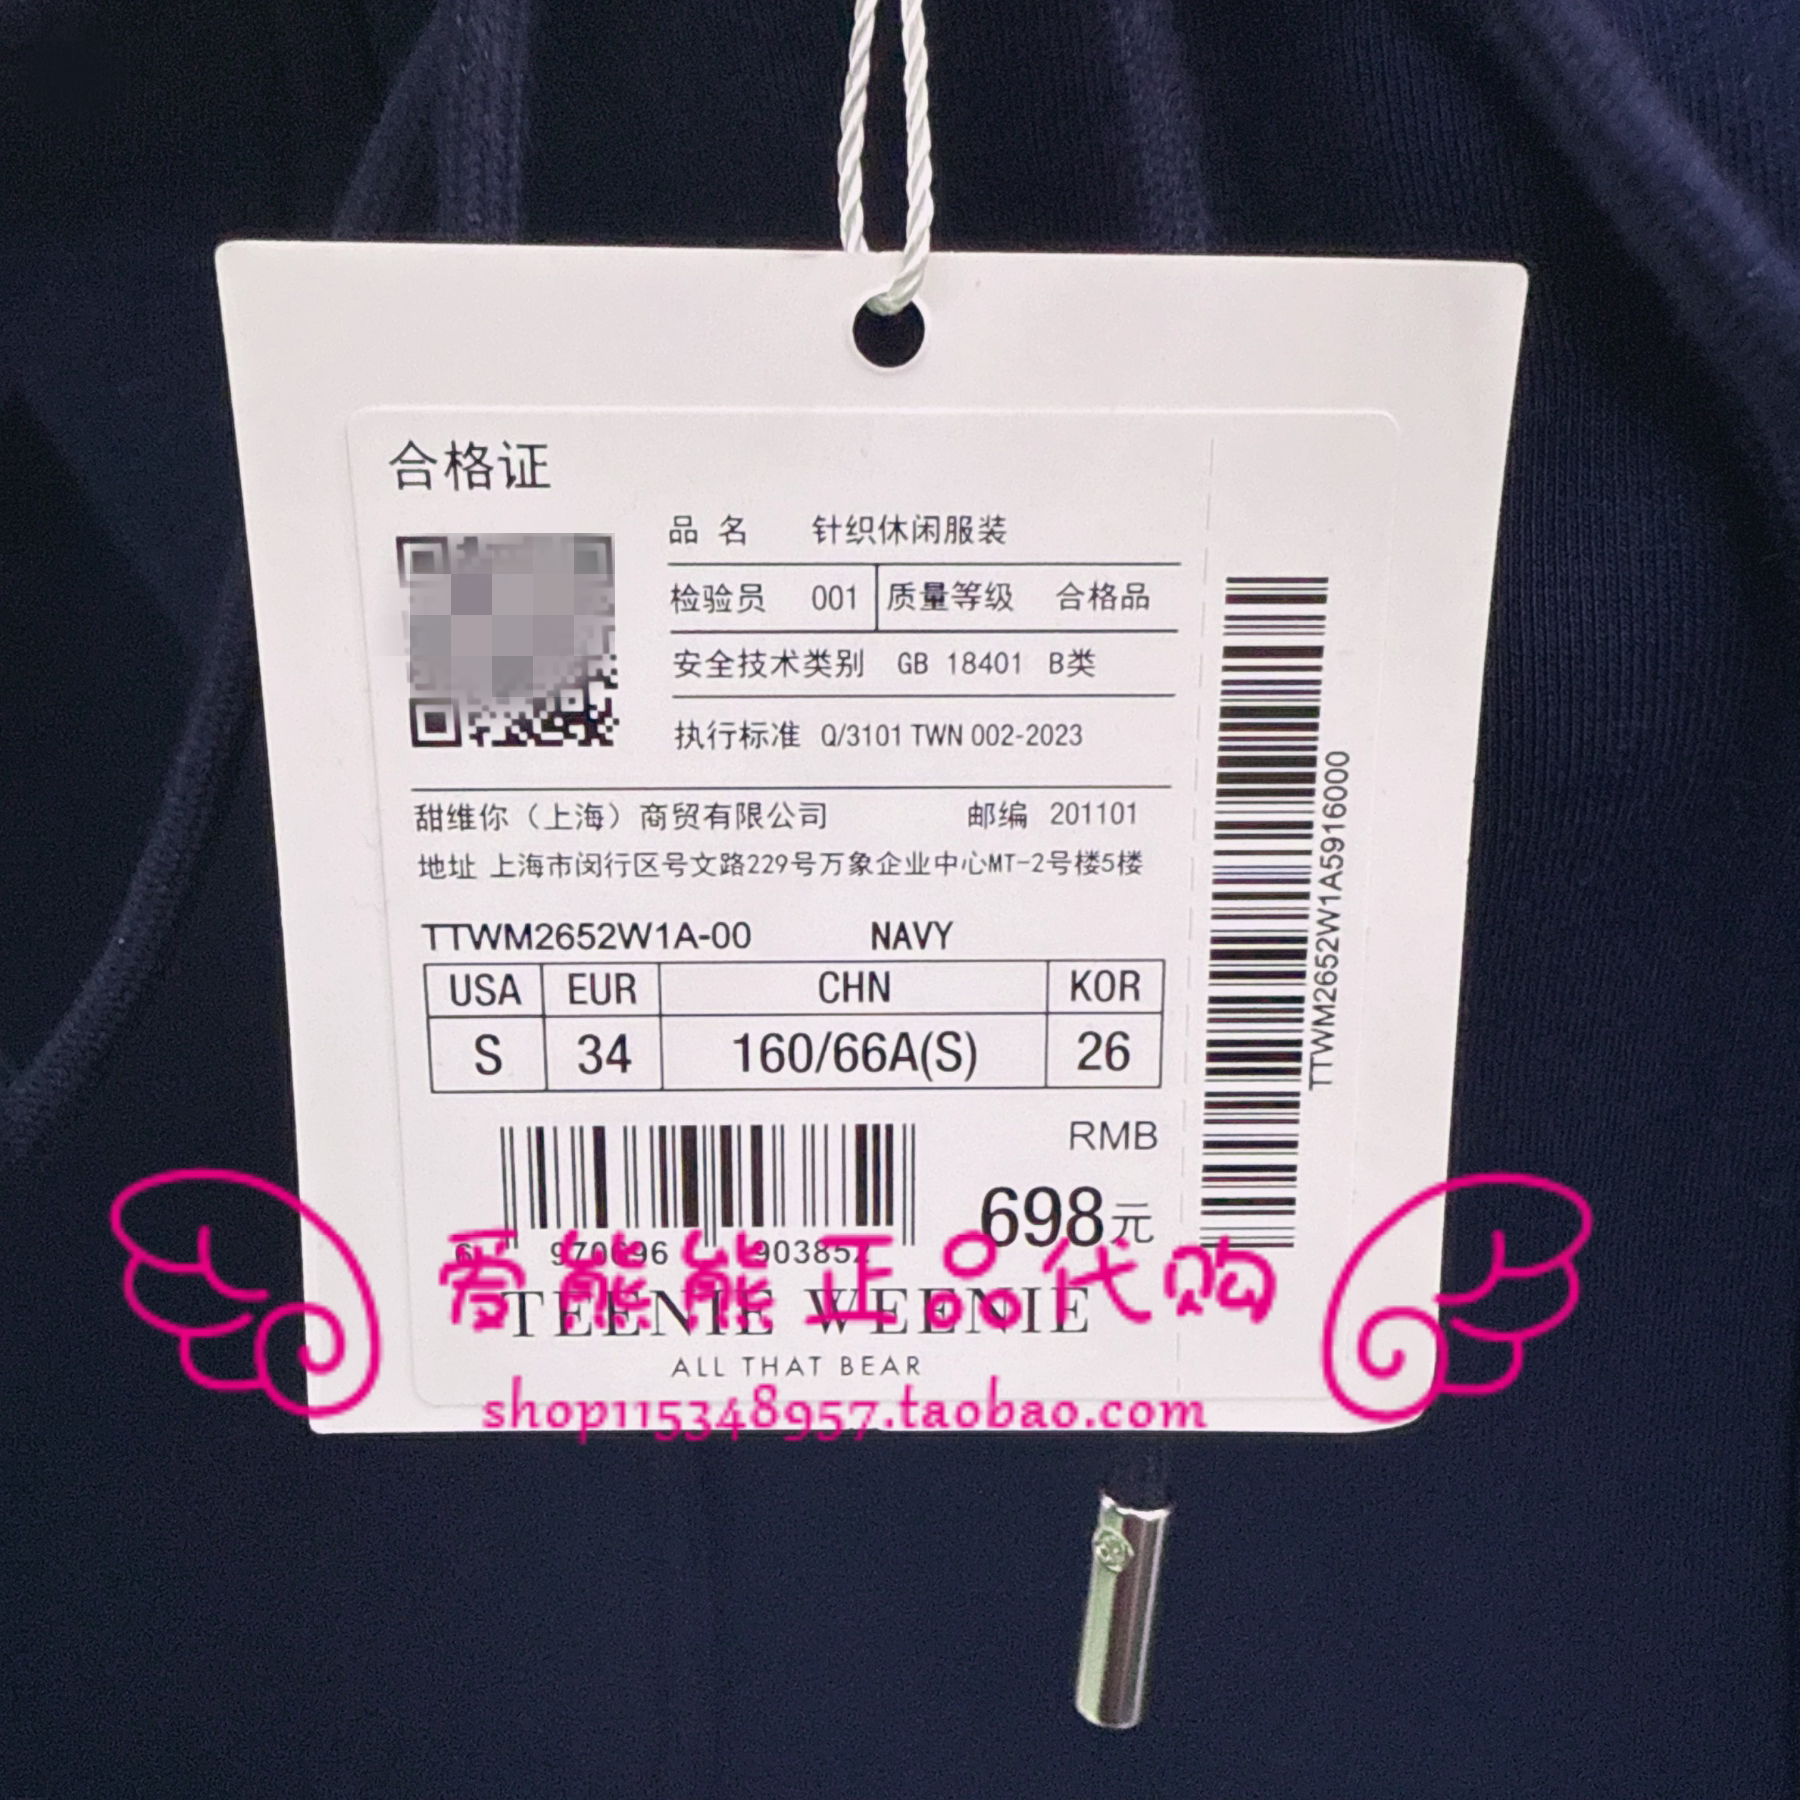 合格证
品 名 针织休闲服装
检验员 001 质量等级 合格品
安全技术类别 GB 18401 B类
执行标准 Q/3101 TWN 002-2023
甜维你（上海）商贸有限公司 邮编 201101
地址 上海市闵行区号文路229号万象企业中心MT-2号楼5楼
TTWM2652W1A-00 NAVY
USA EUR CHN KOR
S 34 160/66A(S) 26
RMB
698元
TTWM2652W1A5916000
爱熊熊正品代购
TEENIE WEENIE
ALL THAT BEAR
shop115348957.taobao.com